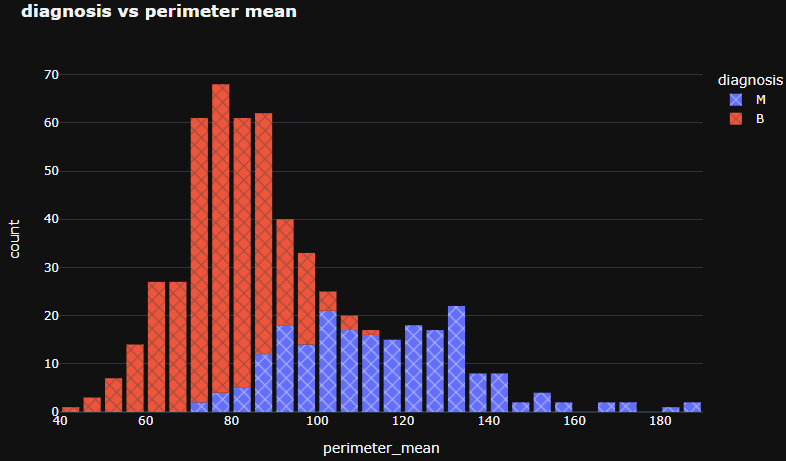 diagnosis vs perimeter mean
70
60
50
40
30
20
10
0
count
40 60 80 100 120 140 160 180
perimeter_mean
diagnosis
M
B